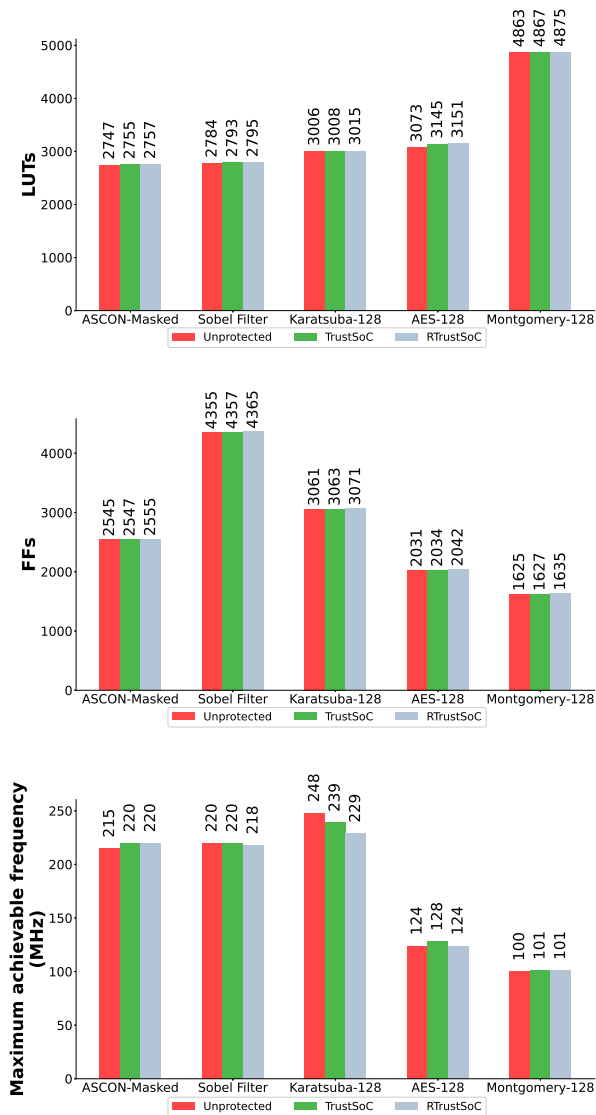 4863 4867 4875
5000
4000
3073 3145 3151
3006 3008 3015
2784 2793 2795
2747 2755 2757
3000
LUTs
2000
1000
0
ASCON-Masked Sobel Filter Karatsuba-128 AES-128 Montgomery-128
Unprotected TrustSoC RTrustSoC
4355 4357 4365
4000
3061 3063 3071
2545 2547 2555
3000
FFs
2031 2034 2042
1625 1627 1635
2000
1000
0
ASCON-Masked Sobel Filter Karatsuba-128 AES-128 Montgomery-128
Unprotected TrustSoC RTrustSoC
Maximum achievable frequency
(MHz)
248 239 229
250
215 220 220
220 220 218
200
150
124 128 124
100 101 101
100
50
0
ASCON-Masked Sobel Filter Karatsuba-128 AES-128 Montgomery-128
Unprotected TrustSoC RTrustSoC